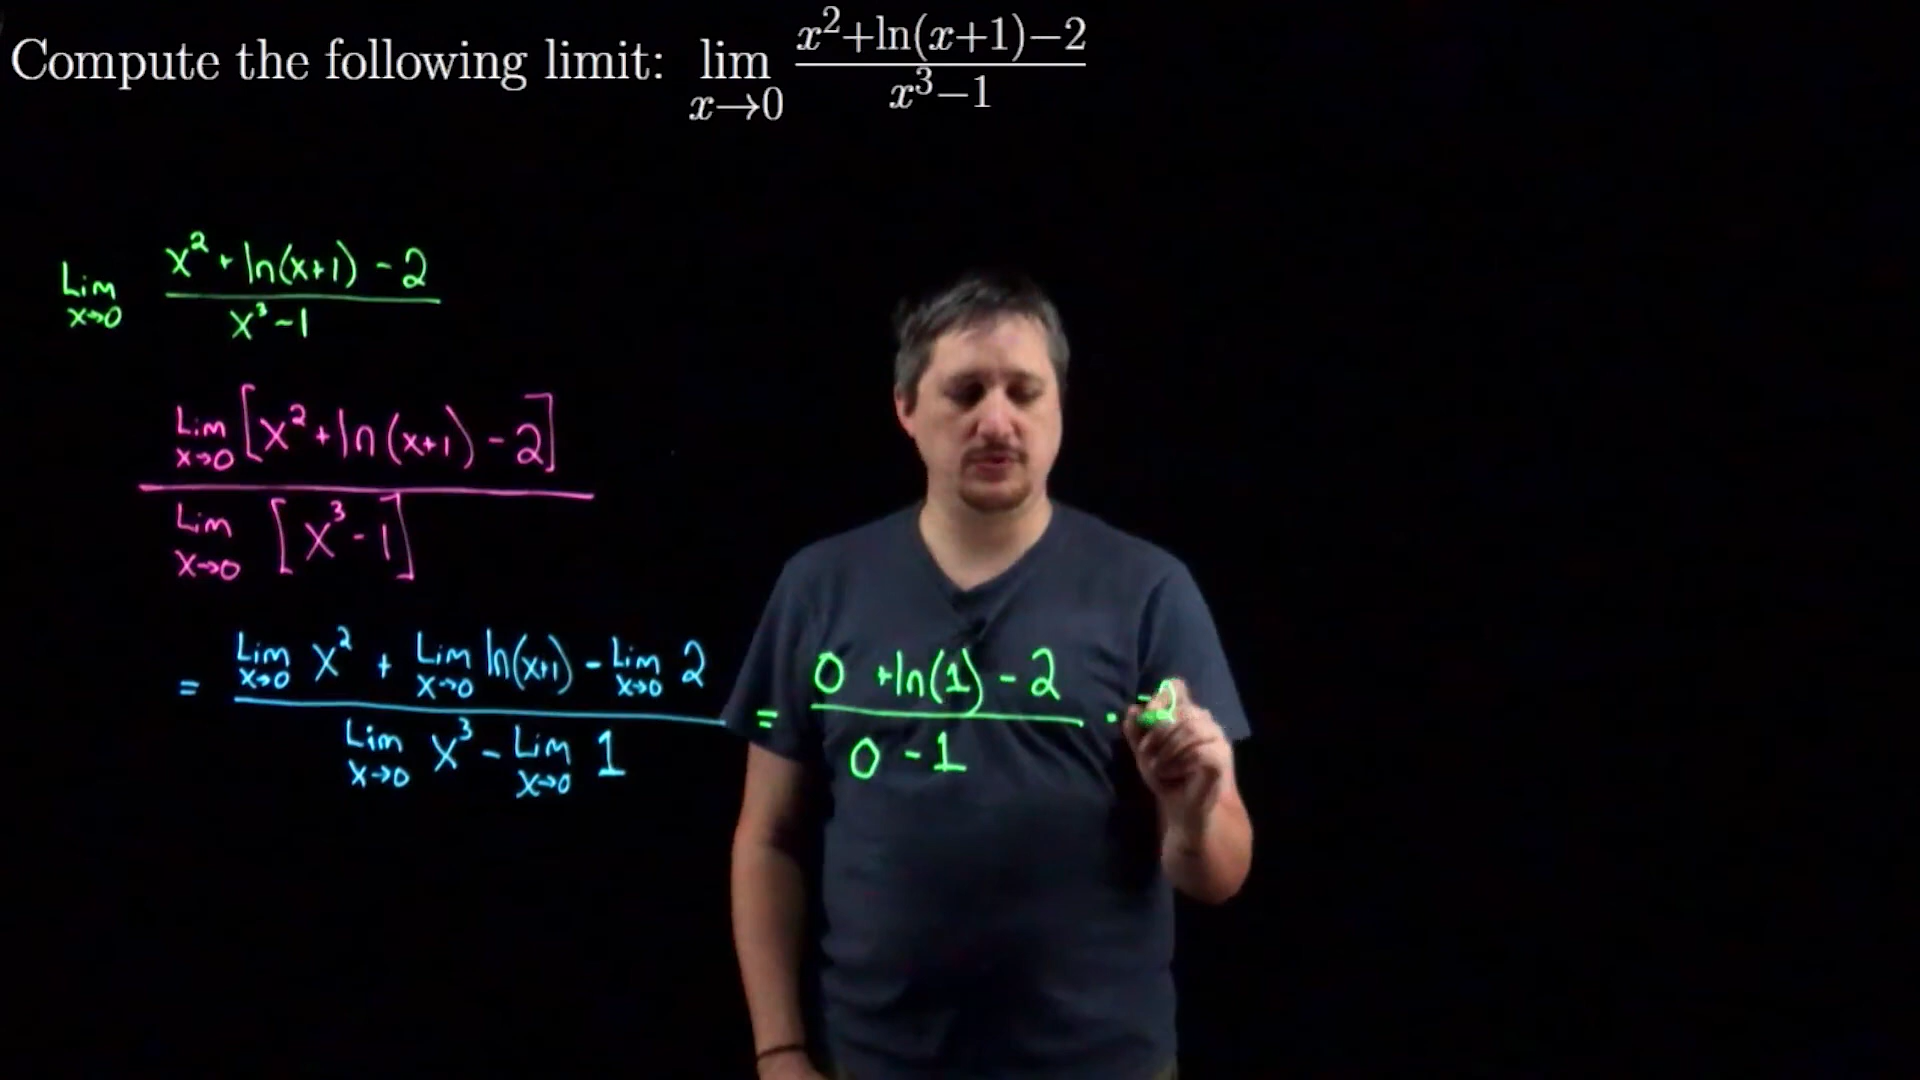 Compute the following limit: lim x→0 x²+ln(x+1)−2 / x³−1
Lim x→0 x² + ln(x+1) - 2 / x³ - 1
Lim x→0 [x² + ln(x+1) - 2]
Lim x→0 [x³ - 1]
= Lim x→0 x² + Lim x→0 ln(x+1) - Lim x→0 2 / Lim x→0 x³ - Lim x→0 1 = 0 + ln(1) - 2 / 0 - 1 = -2